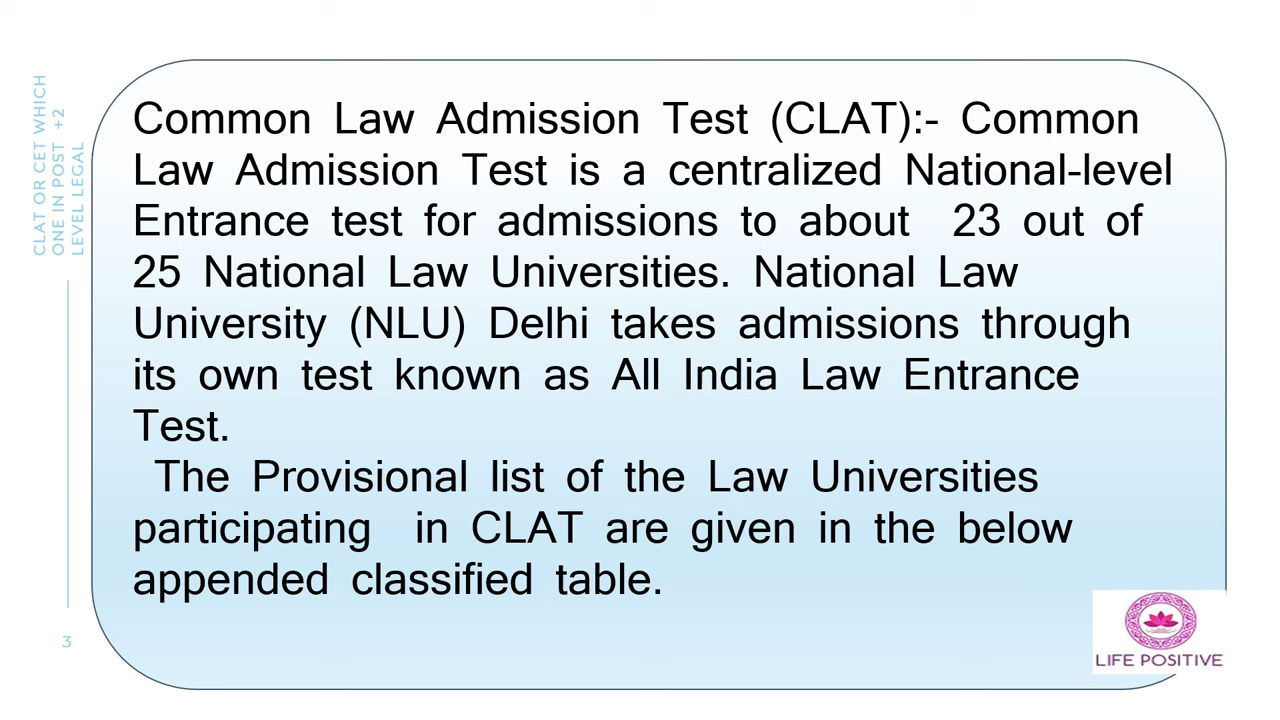 CLAT OR CET WHICH
ONE IN POST +2
LEVEL LEGAL
Common Law Admission Test (CLAT):- Common
Law Admission Test is a centralized National-level
Entrance test for admissions to about 23 out of
25 National Law Universities. National Law
University (NLU) Delhi takes admissions through
its own test known as All India Law Entrance
Test.
The Provisional list of the Law Universities
participating in CLAT are given in the below
appended classified table.
3
LIFE POSITIVE